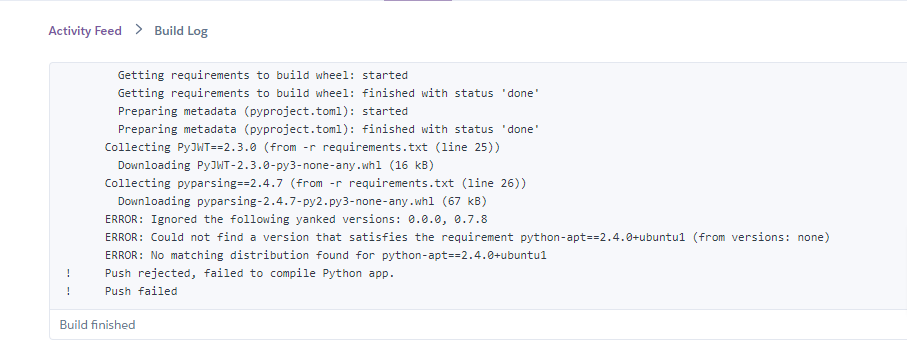 Activity Feed > Build Log
Getting requirements to build wheel: started
Getting requirements to build wheel: finished with status 'done'
Preparing metadata (pyproject.toml): started
Preparing metadata (pyproject.toml): finished with status 'done'
Collecting PyJWT==2.3.0 (from -r requirements.txt (line 25))
Downloading PyJWT-2.3.0-py3-none-any.whl (16 kB)
Collecting pyparsing==2.4.7 (from -r requirements.txt (line 26))
Downloading pyparsing-2.4.7-py2.py3-none-any.whl (67 kB)
ERROR: Ignored the following yanked versions: 0.0.0, 0.7.8
ERROR: Could not find a version that satisfies the requirement python-apt==2.4.0+ubuntu1 (from versions: none)
ERROR: No matching distribution found for python-apt==2.4.0+ubuntu1
! Push rejected, failed to compile Python app.
! Push failed
Build finished